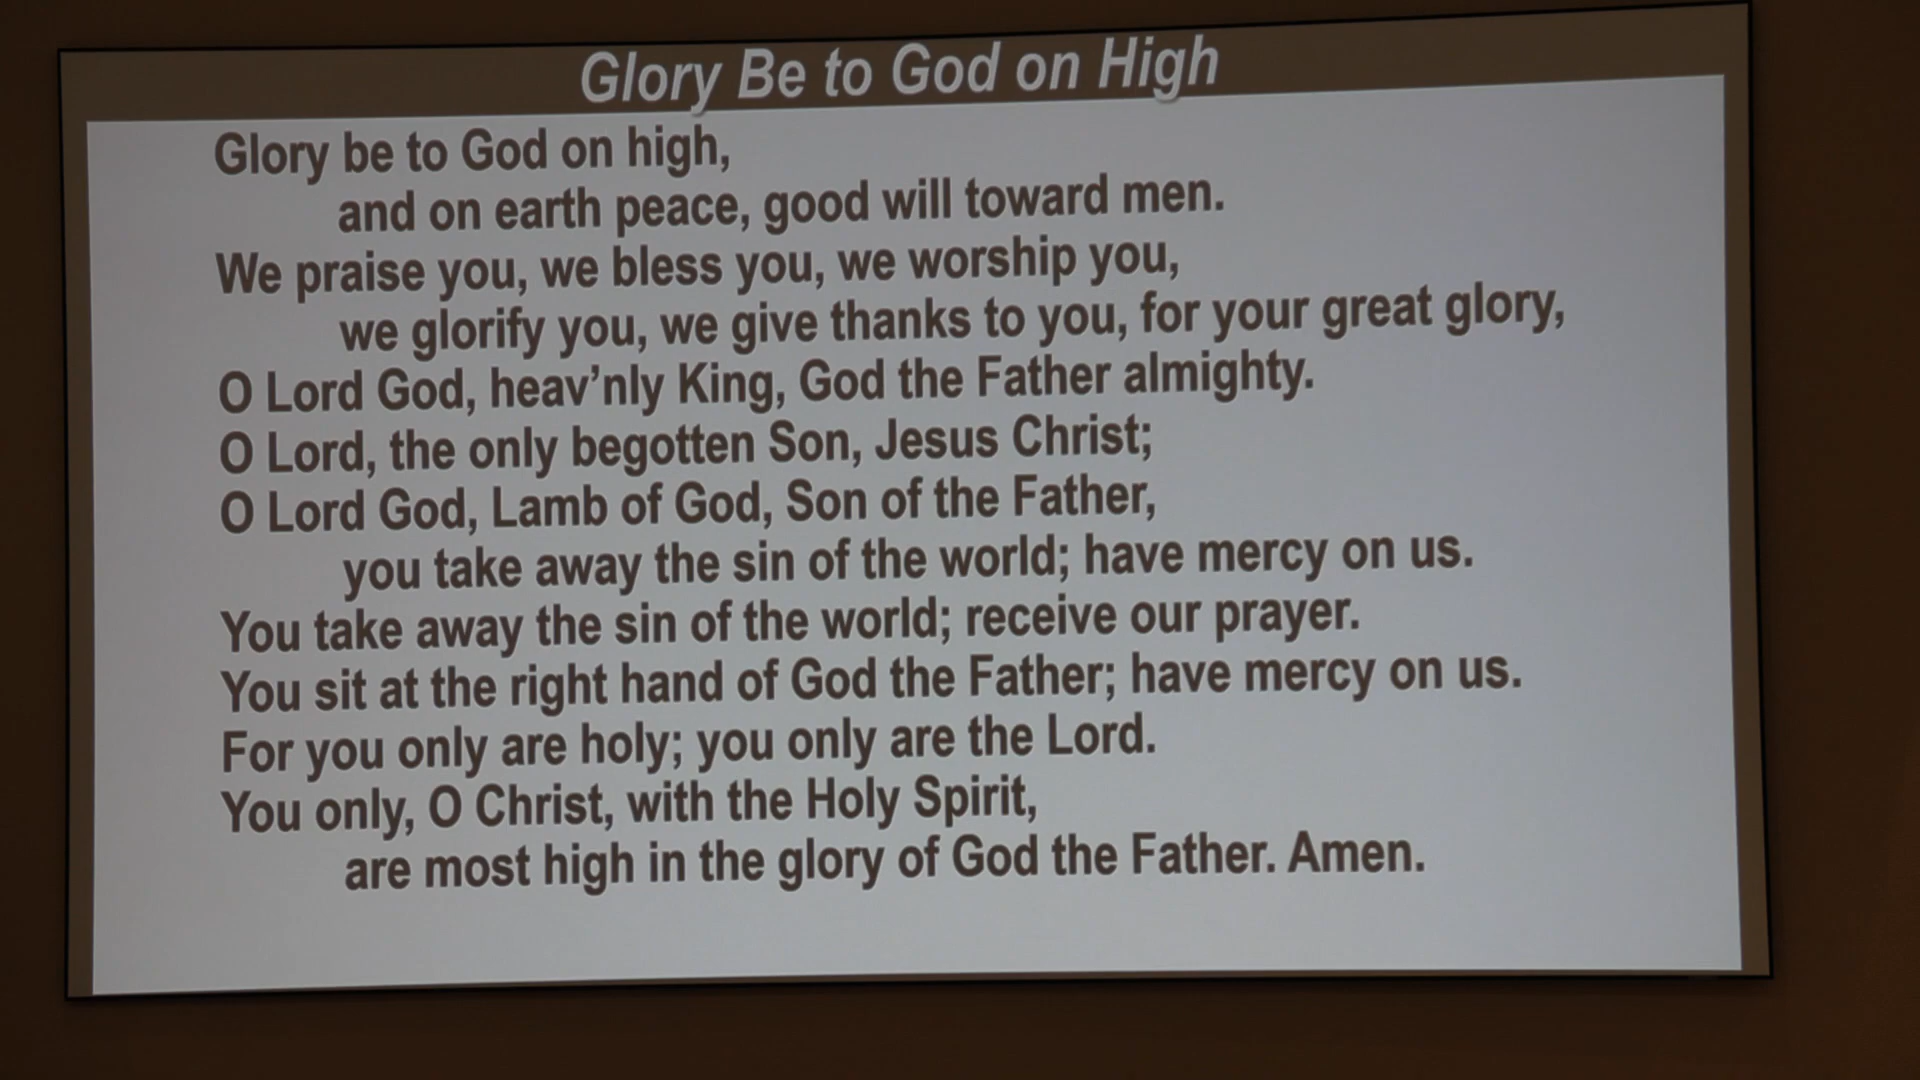 Glory Be to God on High
Glory be to God on high,
and on earth peace, good will toward men.
We praise you, we bless you, we worship you,
we glorify you, we give thanks to you, for your great glory,
O Lord God, heav’nly King, God the Father almighty.
O Lord, the only begotten Son, Jesus Christ;
O Lord God, Lamb of God, Son of the Father,
you take away the sin of the world; have mercy on us.
You take away the sin of the world; receive our prayer.
You sit at the right hand of God the Father; have mercy on us.
For you only are holy; you only are the Lord.
You only, O Christ, with the Holy Spirit,
are most high in the glory of God the Father. Amen.